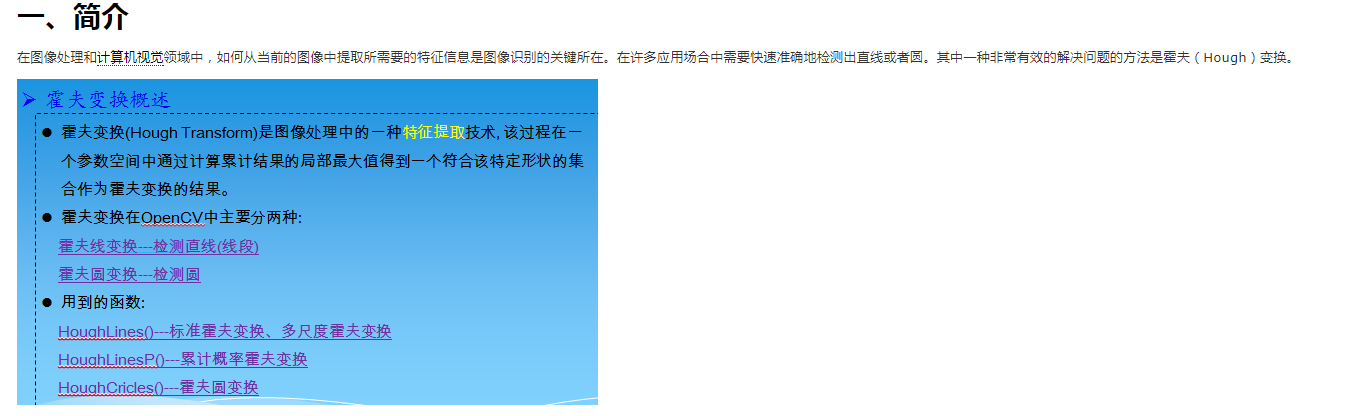 一、简介
在图像处理和计算机视觉领域中，如何从当前的图像中提取所需要的特征信息是图像识别的关键所在。在许多应用场合中需要快速准确地检测出直线或者圆。其中一种非常有效的解决问题的方法是霍夫（Hough）变换。
➢ 霍夫变换概述
● 霍夫变换(Hough Transform)是图像处理中的一种特征提取技术, 该过程在一
个参数空间中通过计算累计结果的局部最大值得到一个符合该特定形状的集
合作为霍夫变换的结果。
● 霍夫变换在OpenCV中主要分两种:
霍夫线变换---检测直线(线段)
霍夫圆变换---检测圆
● 用到的函数:
HoughLines()---标准霍夫变换、多尺度霍夫变换
HoughLinesP()---累计概率霍夫变换
HoughCricles()---霍夫圆变换